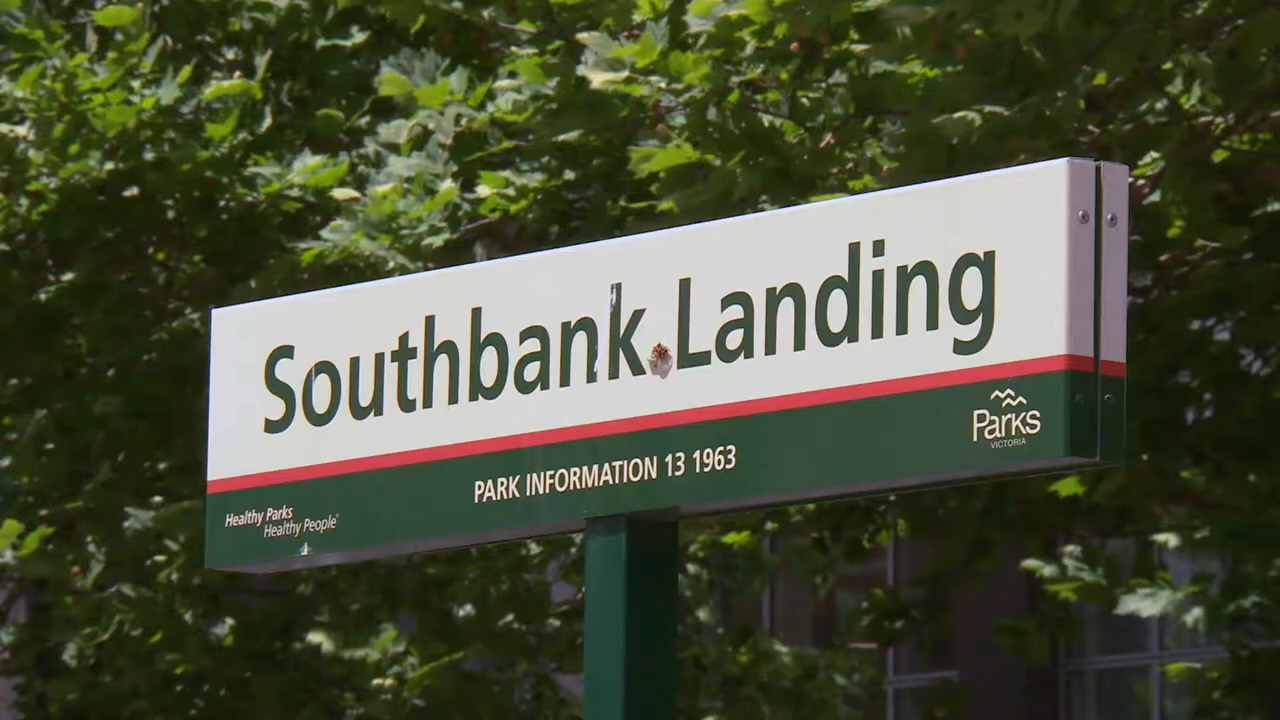 Southbank Landing
PARK INFORMATION 13 1963
Parks
VICTORIA
Healthy Parks
Healthy People®